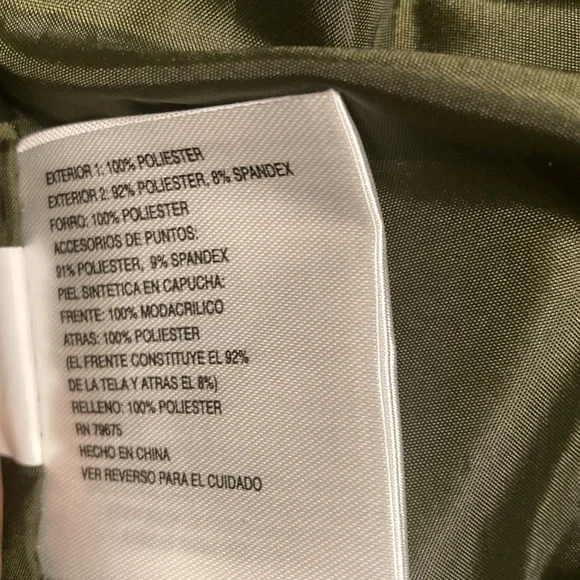 EXTERIOR 1: 100% POLIESTER
EXTERIOR 2: 92% POLIESTER, 8% SPANDEX
FORRO: 100% POLIESTER
ACCESORIOS DE PUNTOS:
91% POLIESTER, 9% SPANDEX
PIEL SINTETICA EN CAPUCHA:
FRENTE: 100% MODACRILICO
ATRAS: 100% POLIESTER
(EL FRENTE CONSTITUYE EL 92%
DE LA TELA Y ATRAS EL 8%)
RELLENO: 100% POLIESTER
RN 79675
HECHO EN CHINA
VER REVERSO PARA EL CUIDADO